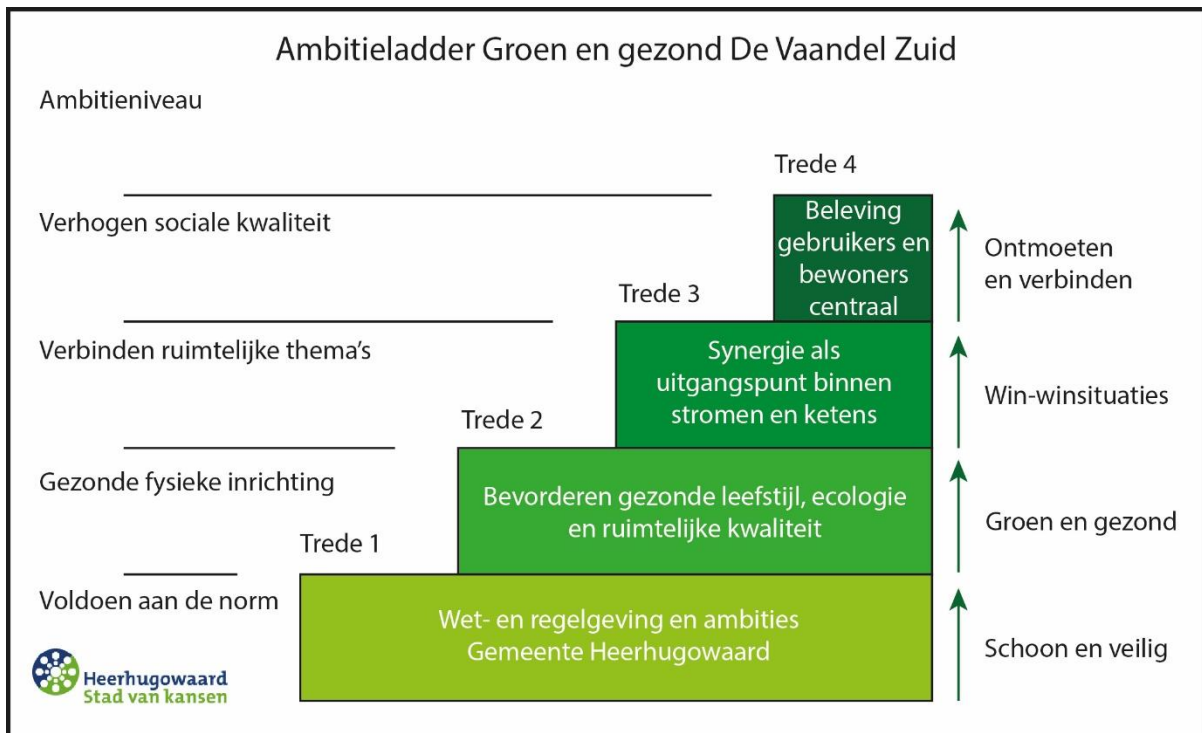 Ambitieladder Groen en gezond De Vaandel Zuid
Ambitieniveau
Trede 4
Verhogen sociale kwaliteit
Beleving
gebruikers en
bewoners
centraal
Ontmoeten
en verbinden
Trede 3
Verbinden ruimtelijke thema's
Synergie als
uitgangspunt binnen
stromen en ketens
Win-winsituaties
Trede 2
Gezonde fysieke inrichting
Bevorderen gezonde leefstijl, ecologie
en ruimtelijke kwaliteit
Groen en gezond
Trede 1
Voldoen aan de norm
Wet- en regelgeving en ambities
Gemeente Heerhugowaard
Schoon en veilig
Heerhugowaard
Stad van kansen